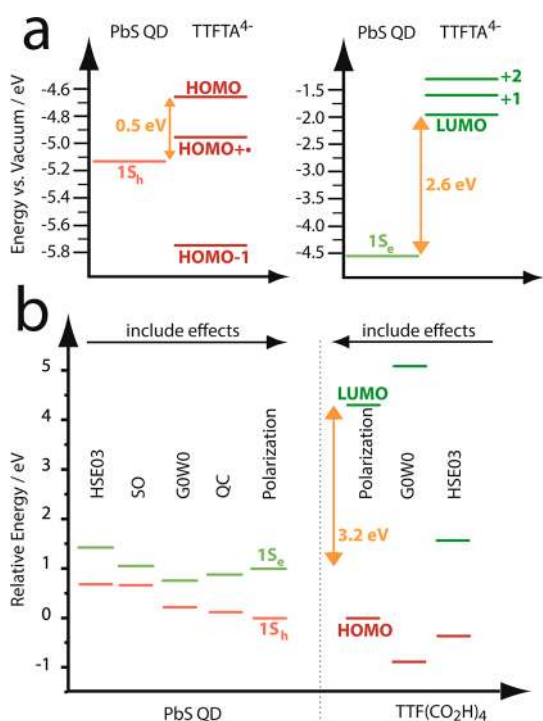 a
PbS QD TTFTA4-
Energy vs. Vacuum / eV
-4.6
-4.8
-5.0
-5.2
-5.4
-5.6
-5.8
HOMO
0.5 eV
HOMO+•
1Sh
HOMO-1
PbS QD TTFTA4-
-1.5
-2.0
-2.5
-3.0
-3.5
-4.0
-4.5
+2
+1
LUMO
2.6 eV
1Se
b
include effects
include effects
Relative Energy / eV
5
4
3
2
1
0
-1
HSE03
SO
G0W0
QC
Polarization
1Se
1Sh
LUMO
Polarization
G0W0
HSE03
3.2 eV
HOMO
PbS QD
TTF(CO2H)4